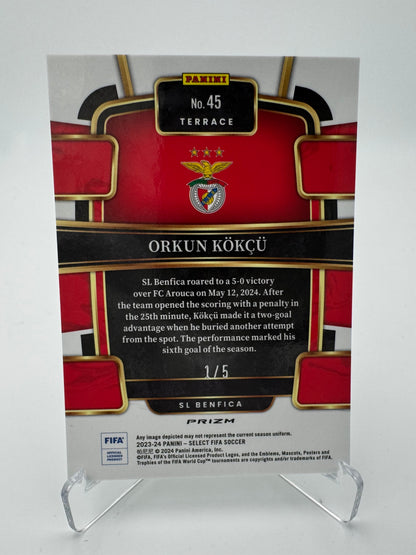 PANINI
No. 45
TERRACE
ORKUN KÖKÇÜ
SL Benfica roared to a 5-0 victory
over FC Arouca on May 12, 2024. After
the team opened the scoring with a penalty in
the 25th minute, Kökçü made it a two-goal
advantage when he buried another attempt
from the spot. The performance marked his
sixth goal of the season.
1/5
SL BENFICA
PRIZM
FIFA
OFFICIAL
LICENSED
PRODUCT
Any image depicted may not represent the current season uniform.
2023-24 PANINI – SELECT FIFA SOCCER
帕尼尼 © 2024 Panini America, Inc.
©FIFA, FIFA's Official Licensed Product Logos, and the Emblems, Mascots, Posters and
Trophies of the FIFA World Cup™ tournaments are copyrights and/or trademarks of FIFA.